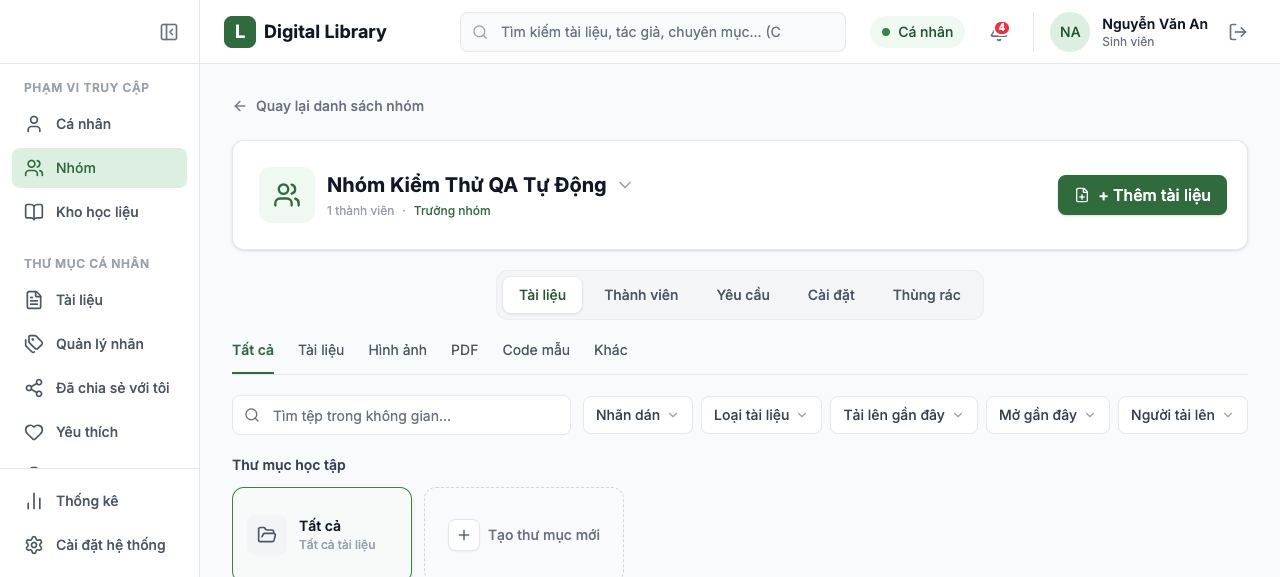 L Digital Library
Tìm kiếm tài liệu, tác giả, chuyên mục... (C
Cá nhân
4
NA
Nguyễn Văn An
Sinh viên
PHẠM VI TRUY CẬP
Cá nhân
Nhóm
Kho học liệu
THƯ MỤC CÁ NHÂN
Tài liệu
Quản lý nhãn
Đã chia sẻ với tôi
Yêu thích
Thống kê
Cài đặt hệ thống
Quay lại danh sách nhóm
Nhóm Kiểm Thử QA Tự Động
1 thành viên · Trưởng nhóm
+ Thêm tài liệu
Tài liệu Thành viên Yêu cầu Cài đặt Thùng rác
Tất cả Tài liệu Hình ảnh PDF Code mẫu Khác
Tìm tệp trong không gian...
Nhãn dán Loại tài liệu Tải lên gần đây Mở gần đây Người tải lên
Thư mục học tập
Tất cả
Tất cả tài liệu
Tạo thư mục mới